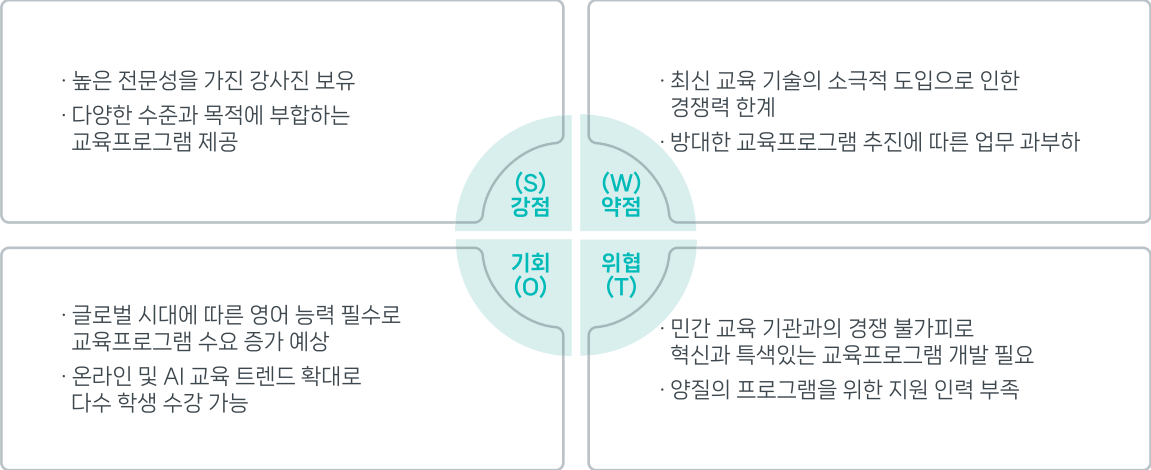 · 높은 전문성을 가진 강사진 보유
· 다양한 수준과 목적에 부합하는
교육프로그램 제공
(S)
강점
· 최신 교육 기술의 소극적 도입으로 인한
경쟁력 한계
· 방대한 교육프로그램 추진에 따른 업무 과부하
(W)
약점
기회
(O)
· 글로벌 시대에 따른 영어 능력 필수로
교육프로그램 수요 증가 예상
· 온라인 및 AI 교육 트렌드 확대로
다수 학생 수강 가능
위협
(T)
· 민간 교육 기관과의 경쟁 불가피로
혁신과 특색있는 교육프로그램 개발 필요
· 양질의 프로그램을 위한 지원 인력 부족